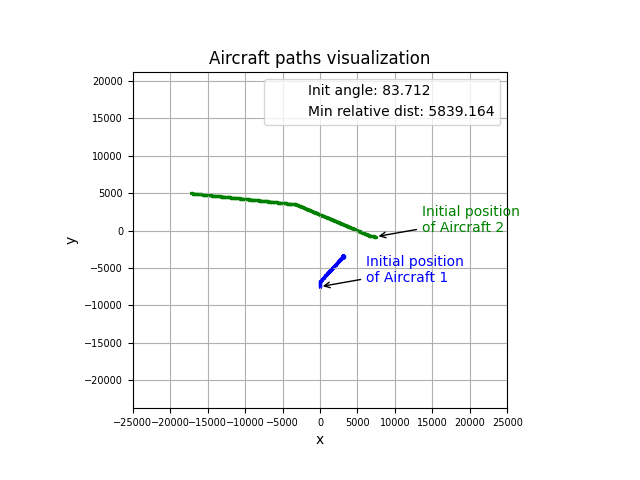 Aircraft paths visualization
Init angle: 83.712
Min relative dist: 5839.164
20000
15000
10000
5000
0
−5000
−10000
−15000
−20000
y
Initial position
of Aircraft 2
Initial position
of Aircraft 1
−25000 −20000 −15000 −10000 −5000 0 5000 10000 15000 20000 25000
x